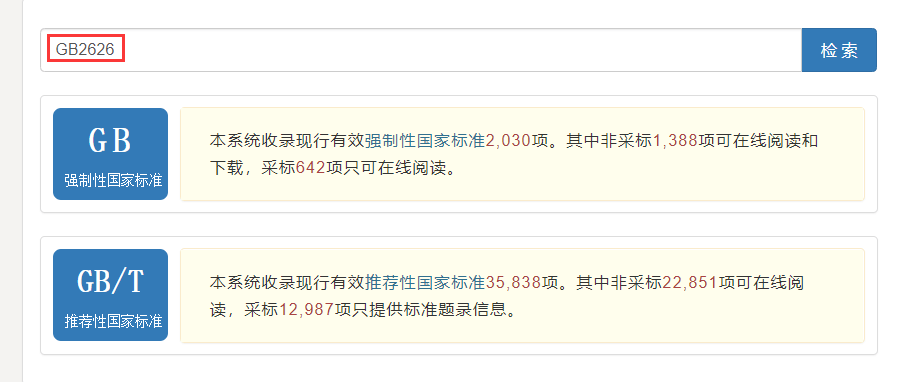 GB2626
检 索
GB
强制性国家标准
本系统收录现行有效强制性国家标准2,030项。其中非采标1,388项可在线阅读和
下载，采标642项只可在线阅读。
GB/T
推荐性国家标准
本系统收录现行有效推荐性国家标准35,838项。其中非采标22,851项可在线阅
读，采标12,987项只提供标准题录信息。